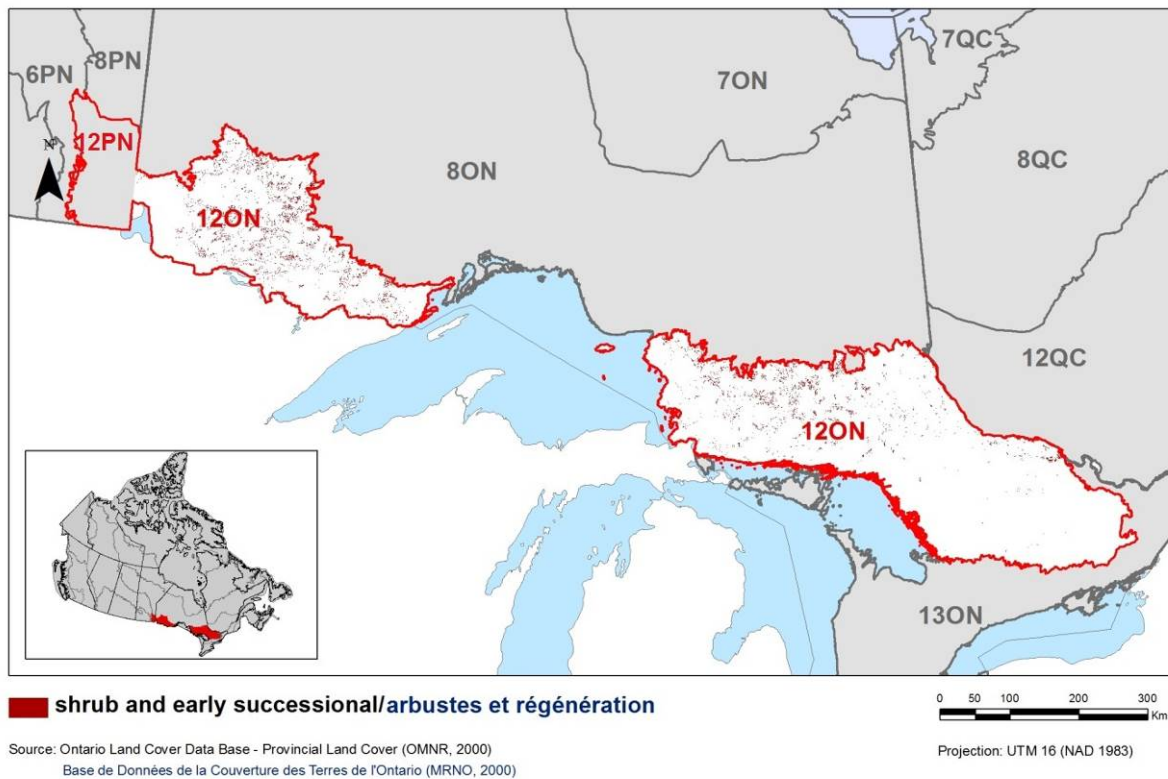 7QC
8PN
6PN
7ON
12PN
N
8QC
8ON
12ON
12QC
12ON
13ON
shrub and early successional/arbustes et régénération
0 50 100 200 300
Km
Source: Ontario Land Cover Data Base - Provincial Land Cover (OMNR, 2000)
Projection: UTM 16 (NAD 1983)
Base de Données de la Couverture des Terres de l'Ontario (MRNO, 2000)